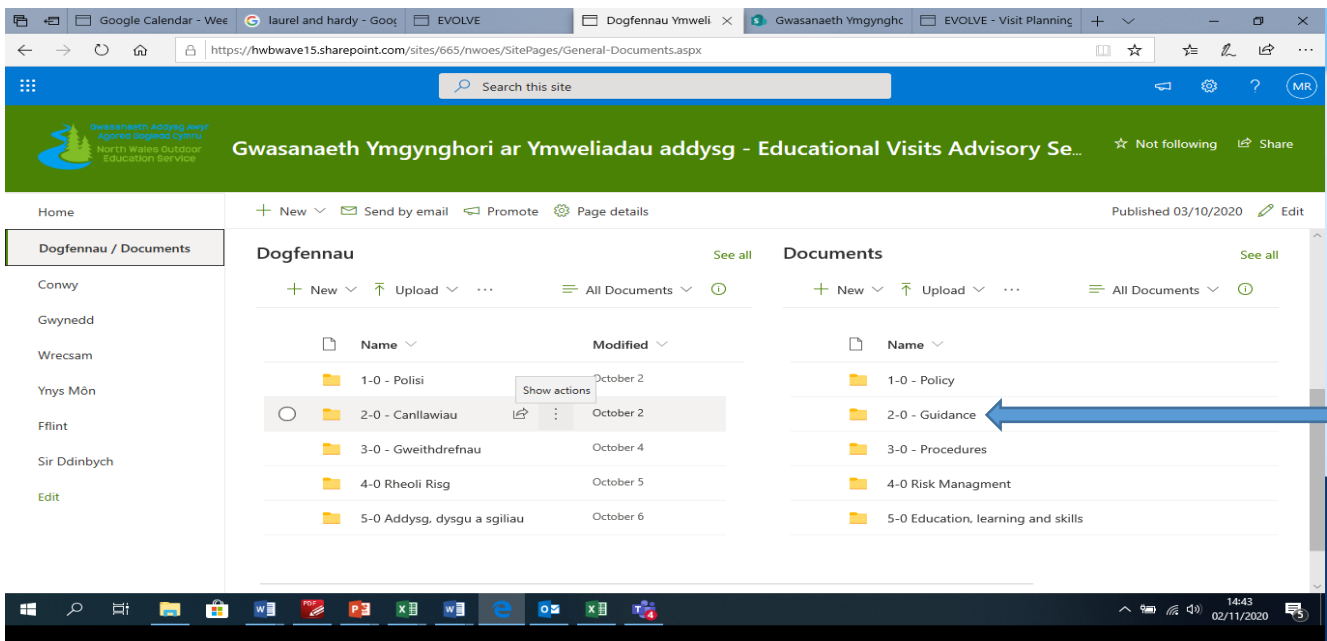 Google Calendar - Wee
laurel and hardy - Goog
EVOLVE
Dogfennau Ymweli
Gwasanaeth Ymgynghc
EVOLVE - Visit Planning
https://hwbwave15.sharepoint.com/sites/665/nwoes/SitePages/General-Documents.aspx
Search this site
?
MR
Gwasanaeth Addysg Awyr
Agored Gogledd Cymru
North Wales Outdoor
Education Service
Gwasanaeth Ymgynghori ar Ymweliadau addysg - Educational Visits Advisory Se...
Not following
Share
Home
Dogfennau / Documents
Conwy
Gwynedd
Wrecsam
Ynys Môn
Fflint
Sir Ddinbych
Edit
New
Send by email
Promote
Page details
Published 03/10/2020
Edit
Dogfennau
See all
New
Upload
All Documents
Name
Modified
1-0 - Polisi
October 2
Show actions
2-0 - Canllawiau
October 2
3-0 - Gweithdrefnau
October 4
4-0 Rheoli Risg
October 5
5-0 Addysg, dysgu a sgiliau
October 6
Documents
See all
New
Upload
All Documents
Name
1-0 - Policy
2-0 - Guidance
3-0 - Procedures
4-0 Risk Managment
5-0 Education, learning and skills
14:43
02/11/2020